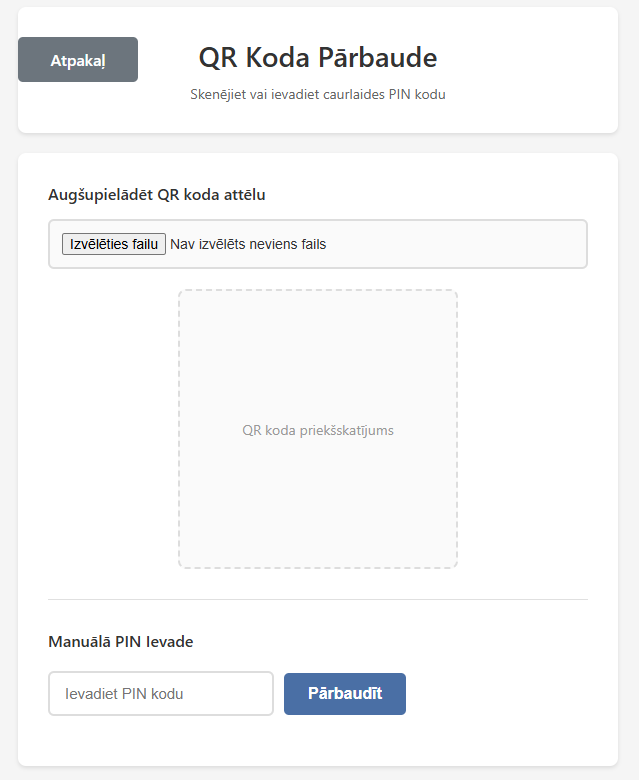 Atpakaļ
QR Koda Pārbaude
Skenējiet vai ievadiet caurlaides PIN kodu
Augšupielādēt QR koda attēlu
Izvēlēties failu Nav izvēlēts neviens fails
QR koda priekšskatījums
Manuālā PIN Ievade
Ievadiet PIN kodu Pārbaudīt